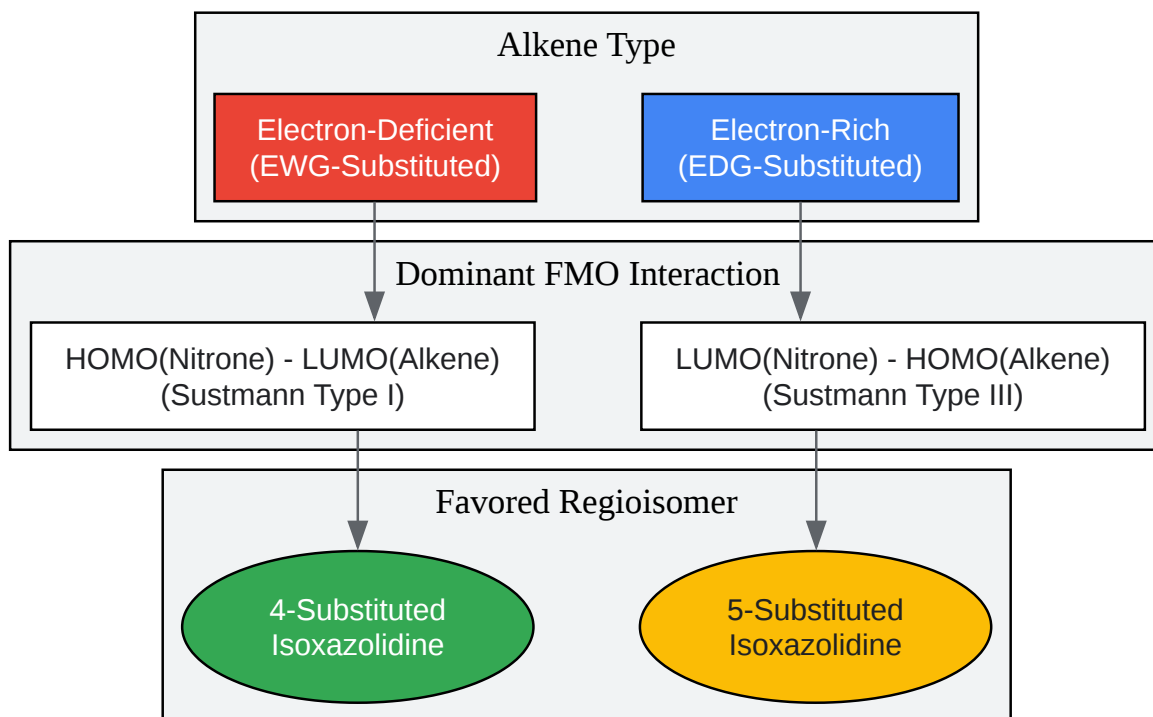 Alkene Type
Electron-Deficient
(EWG-Substituted)
Electron-Rich
(EDG-Substituted)
Dominant FMO Interaction
HOMO(Nitrone) - LUMO(Alkene)
(Sustmann Type I)
LUMO(Nitrone) - HOMO(Alkene)
(Sustmann Type III)
Favored Regioisomer
4-Substituted
Isoxazolidine
5-Substituted
Isoxazolidine